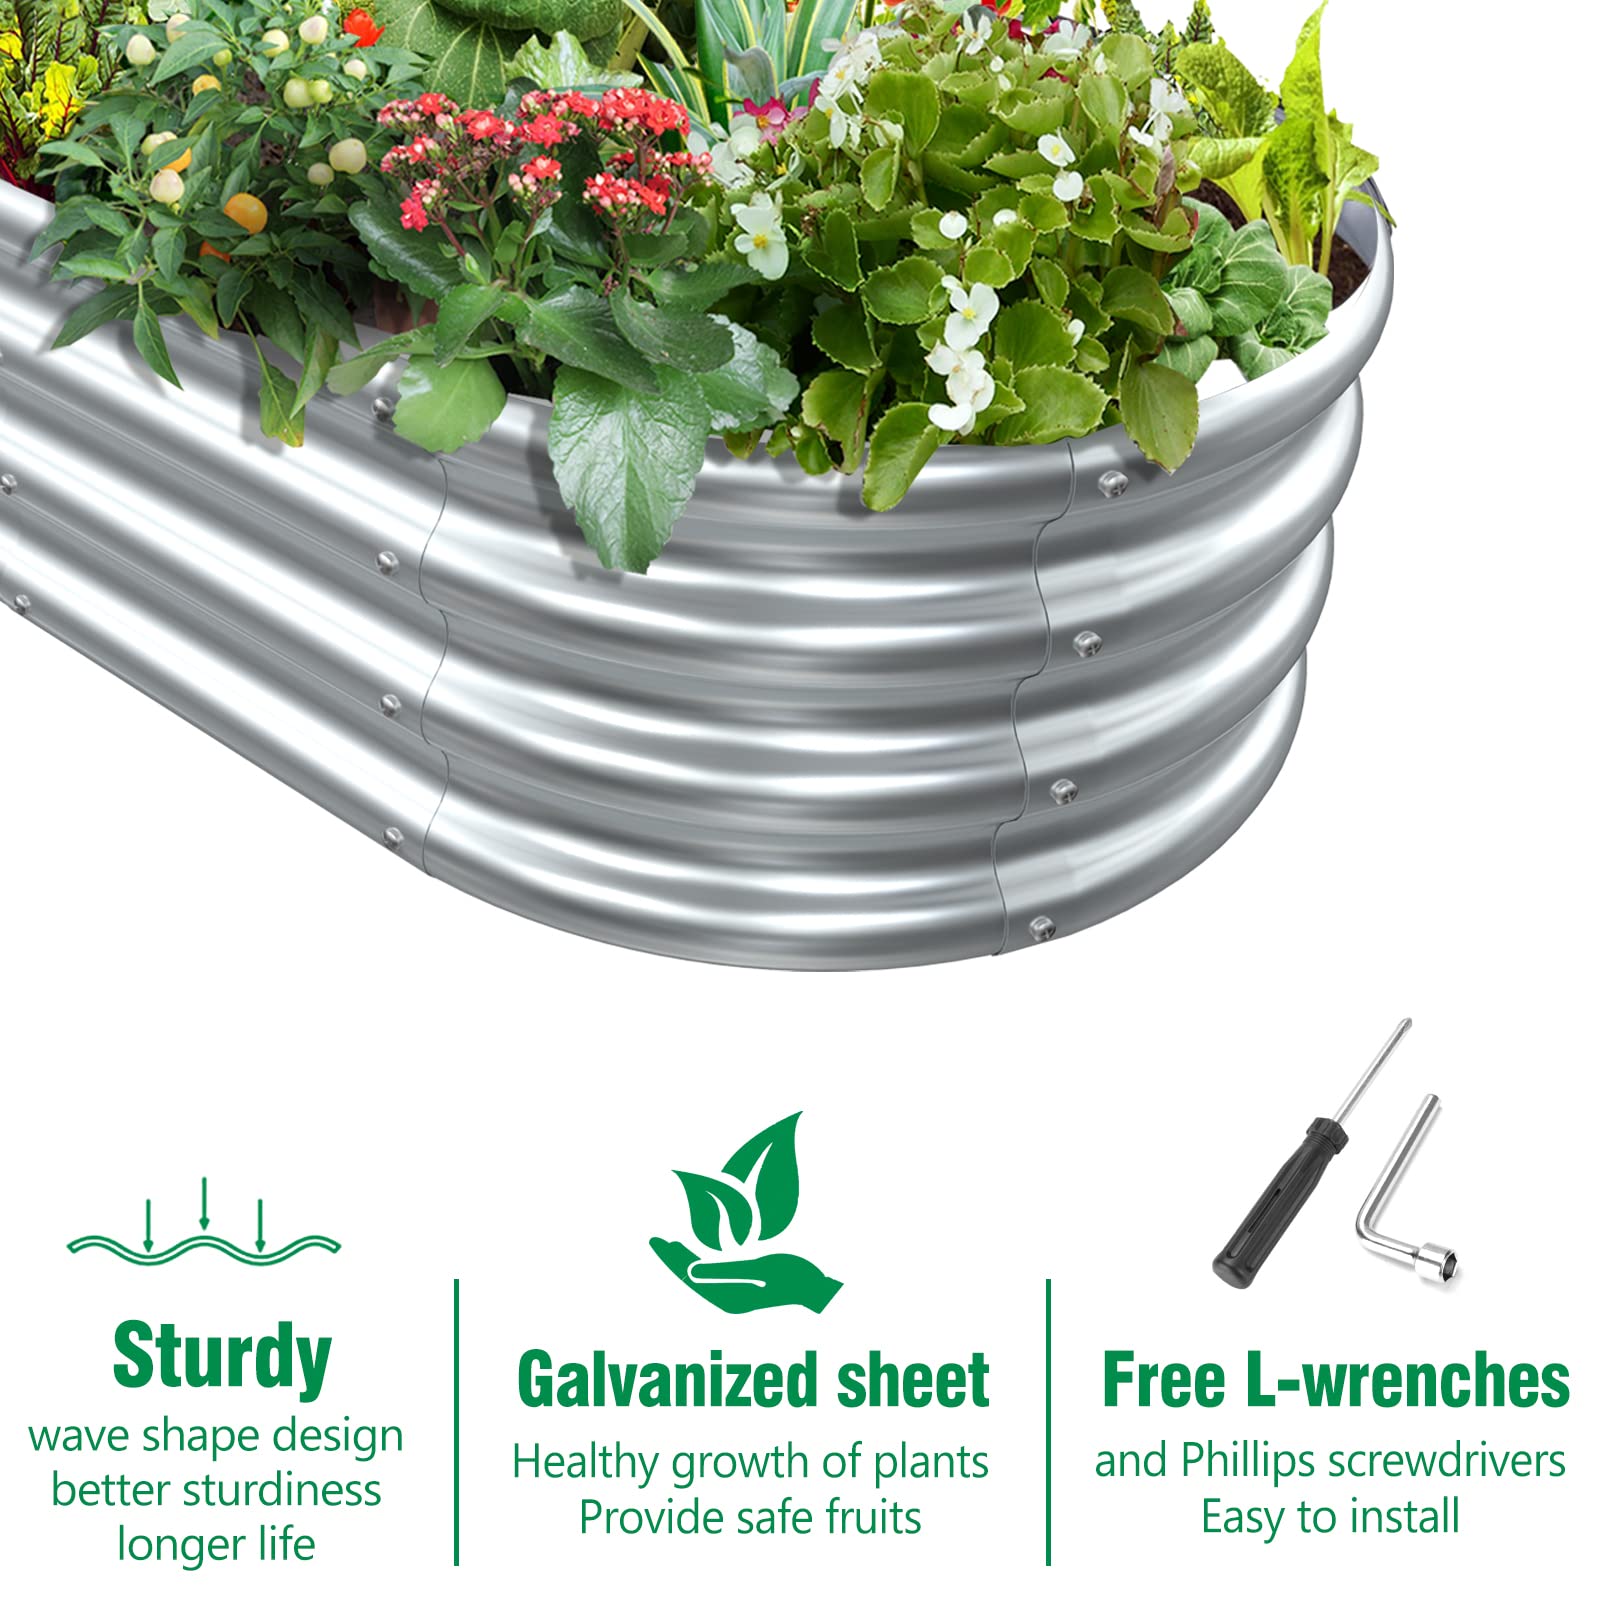 Sturdy
wave shape design
better sturdiness
longer life
Galvanized sheet
Healthy growth of plants
Provide safe fruits
Free L-wrenches
and Phillips screwdrivers
Easy to install